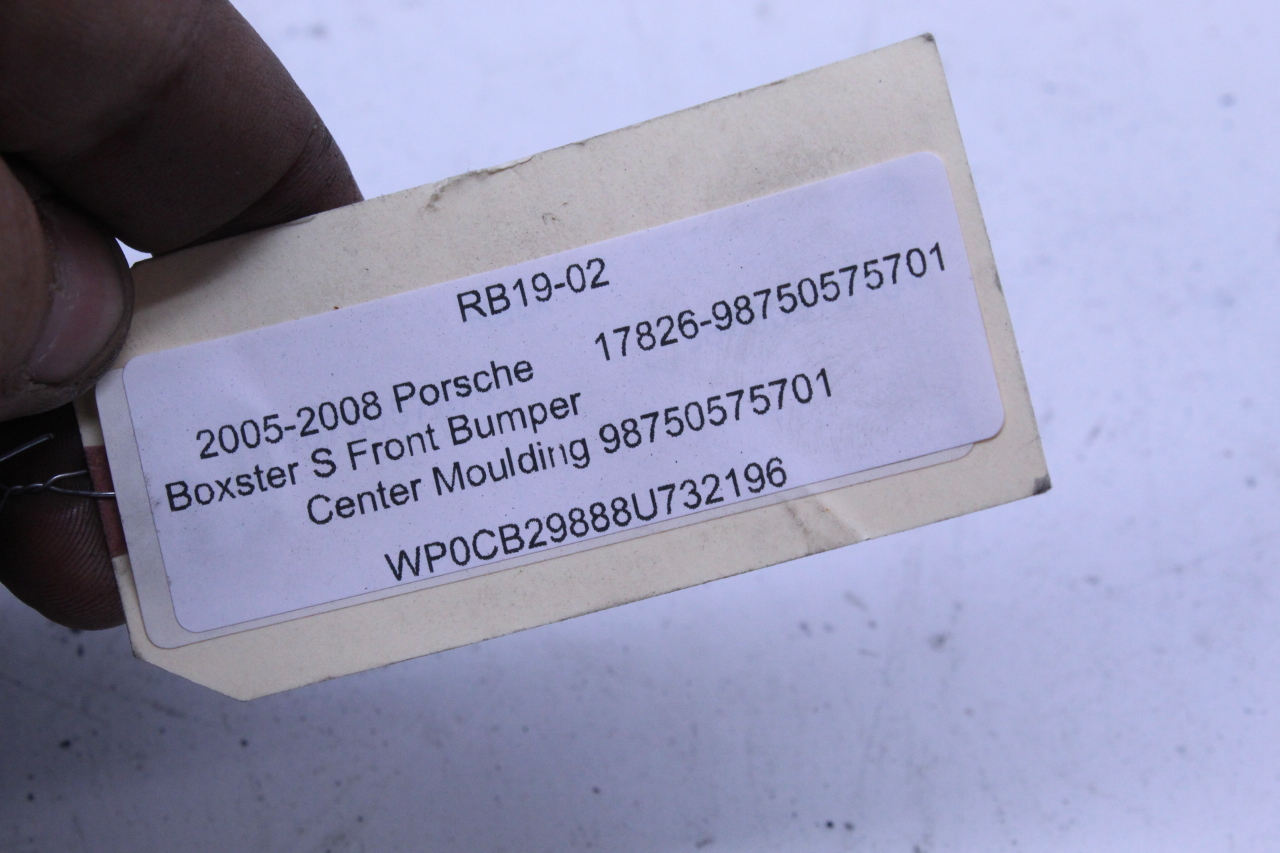 RB19-02
17826-98750575701
2005-2008 Porsche
Boxster S Front Bumper
Center Moulding 98750575701
WP0CB29888U732196